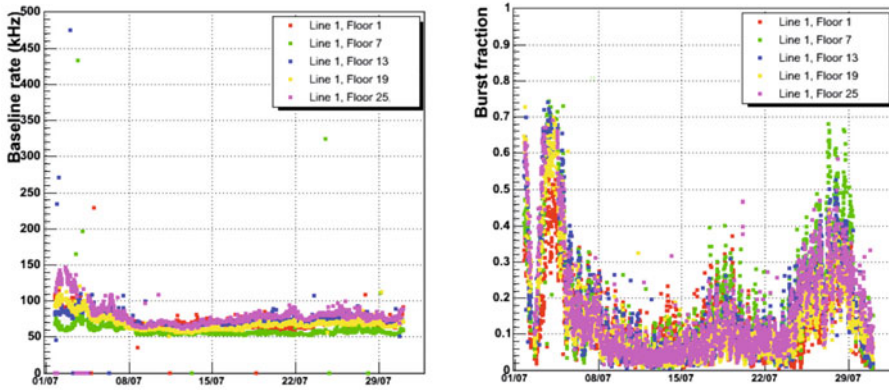 Baseline rate (kHz)
500
450
400
350
300
250
200
150
100
50
0
01/07
08/07
15/07
22/07
29/07
Line 1, Floor 1
Line 1, Floor 7
Line 1, Floor 13
Line 1, Floor 19
Line 1, Floor 25
Burst fraction
1
0.9
0.8
0.7
0.6
0.5
0.4
0.3
0.2
0.1
0
01/07
08/07
15/07
22/07
29/07
Line 1, Floor 1
Line 1, Floor 7
Line 1, Floor 13
Line 1, Floor 19
Line 1, Floor 25